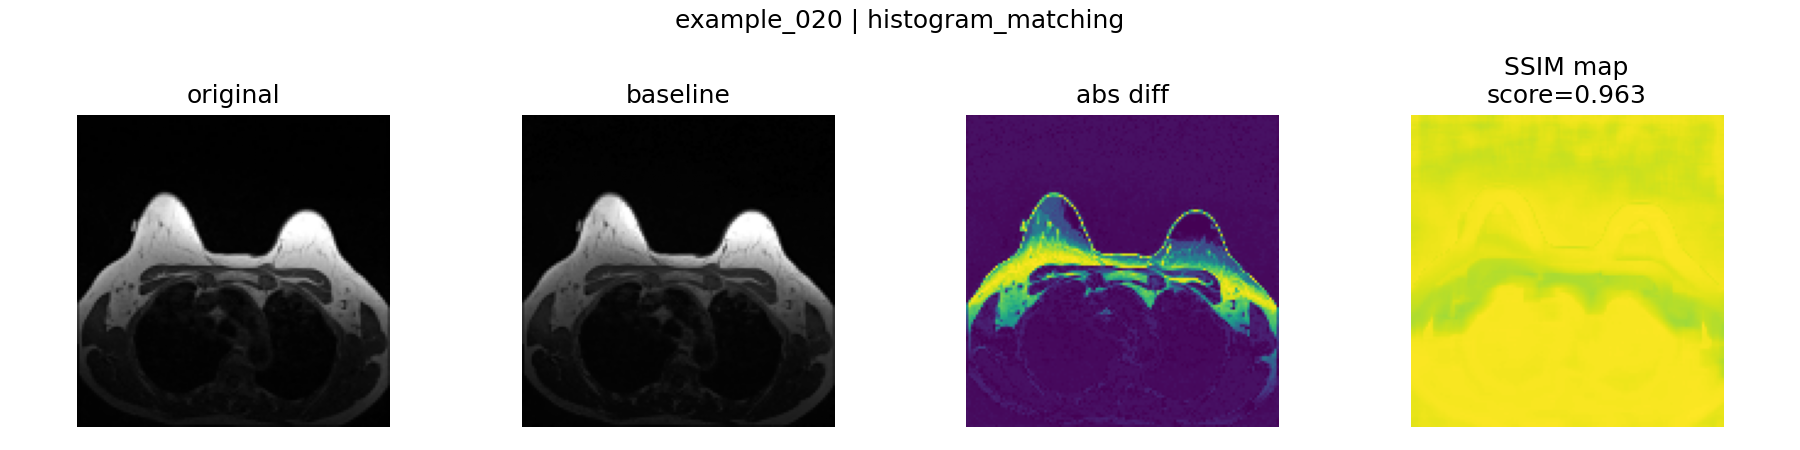 example_020 | histogram_matching
original
baseline
abs diff
SSIM map
score=0.963